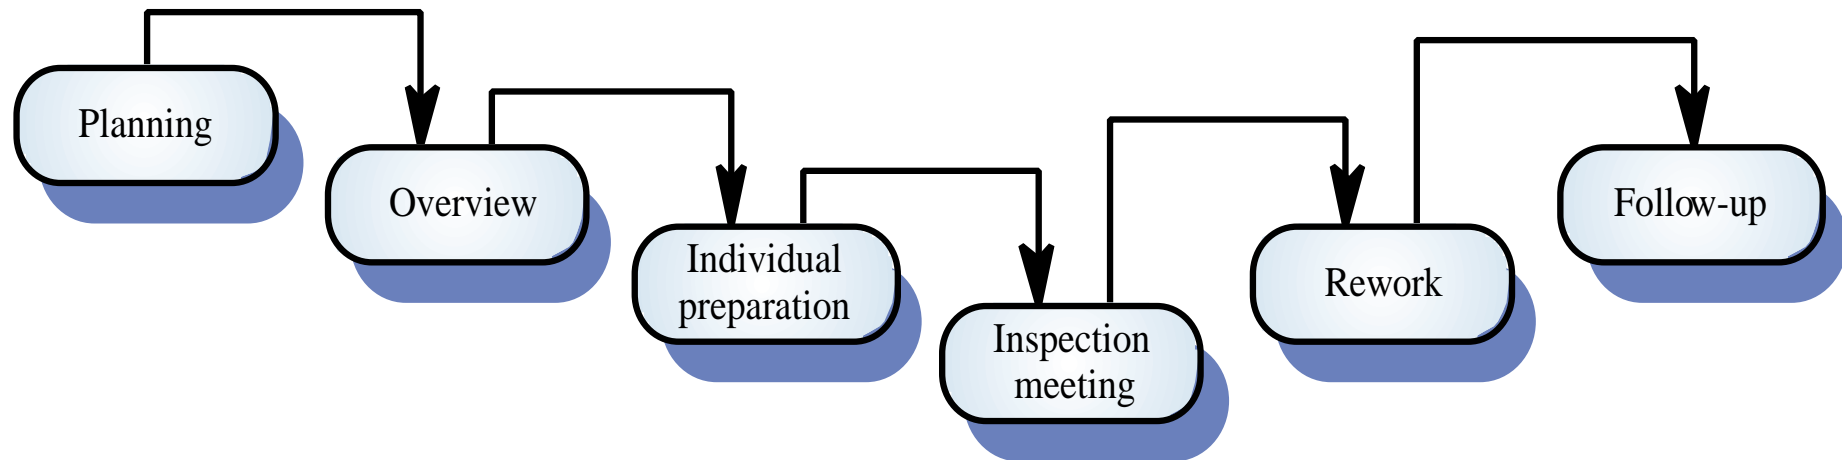 Planning
Overview
Individual
preparation
Inspection
meeting
Rework
Follow-up